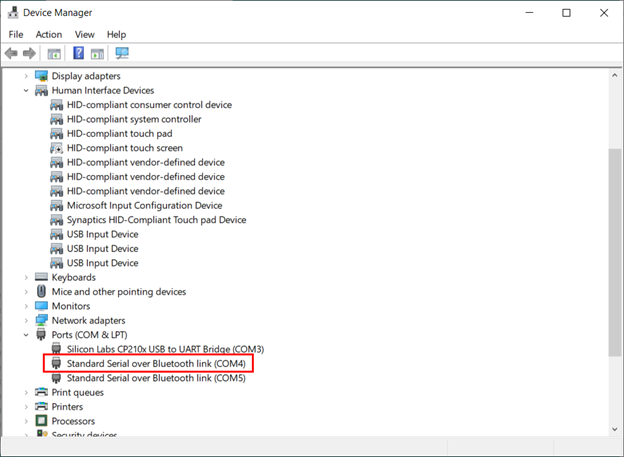 Device Manager
File Action View Help
Display adapters
Human Interface Devices
HID-compliant consumer control device
HID-compliant system controller
HID-compliant touch pad
HID-compliant touch screen
HID-compliant vendor-defined device
HID-compliant vendor-defined device
HID-compliant vendor-defined device
Microsoft Input Configuration Device
Synaptics HID-Compliant Touch pad Device
USB Input Device
USB Input Device
USB Input Device
Keyboards
Mice and other pointing devices
Monitors
Network adapters
Ports (COM & LPT)
Silicon Labs CP210x USB to UART Bridge (COM3)
Standard Serial over Bluetooth link (COM4)
Standard Serial over Bluetooth link (COM5)
Print queues
Printers
Processors
Security devices